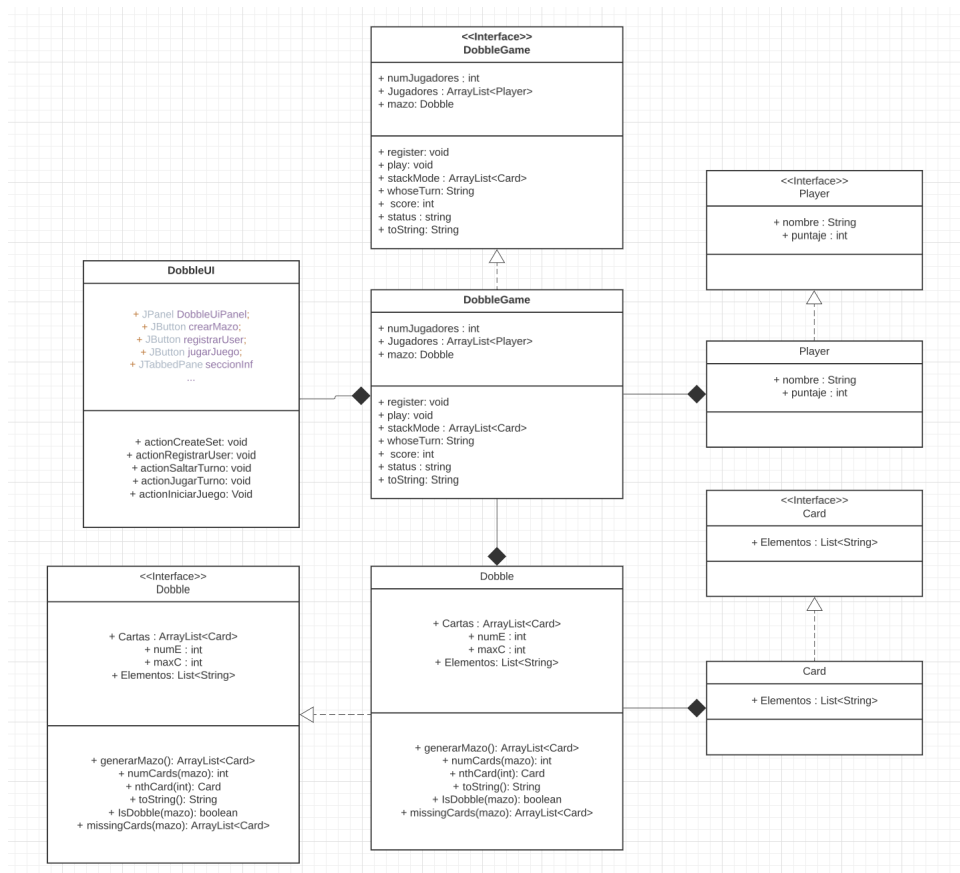 <<Interface>>
DobbleGame
+ numJugadores : int
+ Jugadores : ArrayList<Player>
+ mazo: Dobble
+ register: void
+ play: void
+ stackMode : ArrayList<Card>
+ whoseTurn: String
+ score: int
+ status : string
+ toString: String
<<Interface>>
Player
+ nombre : String
+ puntaje : int
DobbleUI
+ JPanel DobbleUiPanel;
+ JButton crearMazo;
+ JButton registrarUser;
+ JButton jugarJuego;
+ JTabbedPane seccionInf
...
+ actionCreateSet: void
+ actionRegistrarUser: void
+ actionSaltarTurno: void
+ actionJugarTurno: void
+ actionIniciarJuego: Void
DobbleGame
+ numJugadores : int
+ Jugadores : ArrayList<Player>
+ mazo: Dobble
+ register: void
+ play: void
+ stackMode : ArrayList<Card>
+ whoseTurn: String
+ score: int
+ status : string
+ toString: String
Player
+ nombre : String
+ puntaje : int
<<Interface>>
Card
+ Elementos : List<String>
<<Interface>>
Dobble
+ Cartas : ArrayList<Card>
+ numE : int
+ maxC : int
+ Elementos: List<String>
+ generarMazo(): ArrayList<Card>
+ numCards(mazo): int
+ nthCard(int): Card
+ toString(): String
+ IsDobble(mazo): boolean
+ missingCards(mazo): ArrayList<Card>
Dobble
+ Cartas : ArrayList<Card>
+ numE : int
+ maxC : int
+ Elementos: List<String>
+ generarMazo(): ArrayList<Card>
+ numCards(mazo): int
+ nthCard(int): Card
+ toString(): String
+ IsDobble(mazo): boolean
+ missingCards(mazo): ArrayList<Card>
Card
+ Elementos : List<String>